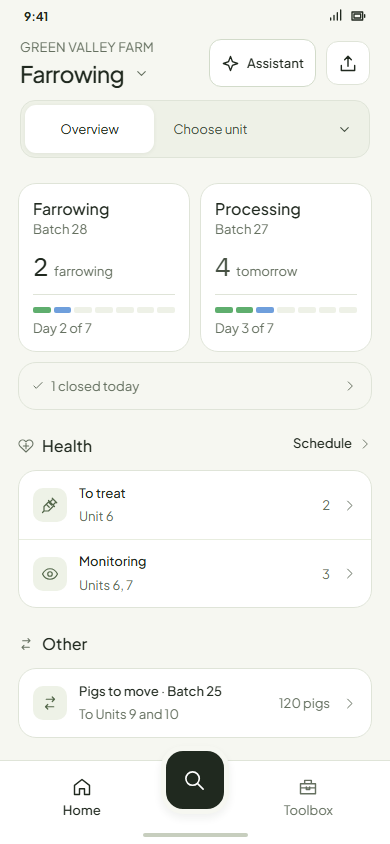 9:41
GREEN VALLEY FARM
Farrowing
Assistant
Overview
Choose unit
Farrowing
Batch 28
2 farrowing
Day 2 of 7
Processing
Batch 27
4 tomorrow
Day 3 of 7
1 closed today
Health
Schedule
To treat
Unit 6
2
Monitoring
Units 6, 7
3
Other
Pigs to move · Batch 25
To Units 9 and 10
120 pigs
Home
Toolbox